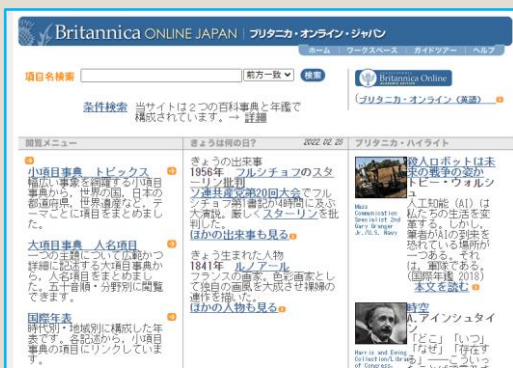 Britannica ONLINE JAPAN | ブリタニカ・オンライン・ジャパン
ホーム | ワークスペース | ガイドツアー | ヘルプ
項目名検索 前方一致 検索
条件検索 当サイトは2つの百科事典と年鑑で
構成されています。→ 詳細
Britannica Online
(ブリタニカ・オンライン(英語)
閲覧メニュー
小項目事典 トピックス
幅広い事象を網羅する小項目
事典から、世界の国、日本の
都道府県、世界遺産など、テ
ーマごとに項目をまとめまし
た。
大項目事典 人名項目
一つの主題について広範かつ
詳細に記述する大項目事典か
ら、人名項目をまとめまし
た。五十音順・分野別に閲覧
できます。
国際年表
時代別・地域別に構成した年
表です。各記述から、小項目
事典の項目にリンクしていま
す。
きょうは何の日? 2022 02 25
きょうの出来事
1956年 フルシチョフのスタ
ーリン批判
ソ連共産党第20回大会でフル
シチョフ第1書記が4時間に及ぶ
大演説。厳しくスターリンを批
判した。
ほかの出来事も見る
きょう生まれた人物
1841年 ルノアール
フランスの画家。色彩画家とし
て独自の画風を大成させ裸婦の
連作を描いた。
ほかの人物も見る
ブリタニカ・ハイライト
殺人ロボットは未
来の戦争の姿か
トビー・ウォルシ
ュ
人工知能(AI)は
私たちの生活を変
革する。しかし、
筆者がAIの到来を
恐れている場所が
一つある。それ
は、軍隊である。
(国際年鑑 2018)
本文を読む
Mass
Communication
Specialist 2nd
Gary Granger
Jr./U.S. Navy
時空
A.アインシュタイ
ン
「どこ」「いつ」
「なぜ」「存在す
る」――こういっ
Harris and Ewing
Collection/Library
of Congress,